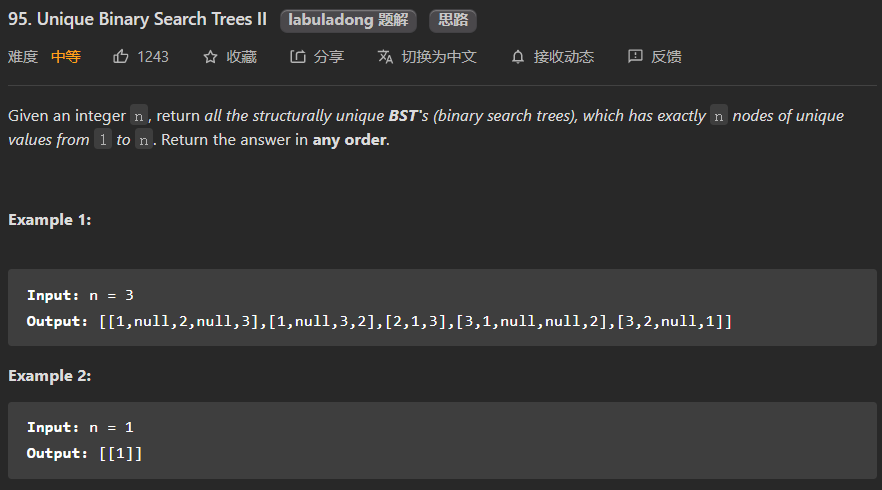 95. Unique Binary Search Trees II labuladong 题解 思路
难度 中等 1243 收藏 分享 切换为中文 接收动态 反馈
Given an integer n, return all the structurally unique BST's (binary search trees), which has exactly n nodes of unique
values from 1 to n. Return the answer in any order.
Example 1:
Input: n = 3
Output: [[1,null,2,null,3],[1,null,3,2],[2,1,3],[3,1,null,null,2],[3,2,null,1]]
Example 2:
Input: n = 1
Output: [[1]]